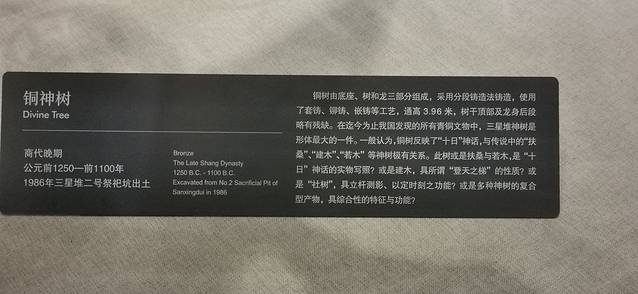 铜神树
Divine Tree
商代晚期
公元前1250—前1100年
1986年三星堆二号祭祀坑出土
Bronze
The Late Shang Dynasty
1250 B.C. - 1100 B.C.
Excavated from No.2 Sacrificial Pit of
Sanxingdui in 1986
铜树由底座、树和龙三部分组成，采用分段铸造法铸造，使用
了套铸、铆铸、嵌铸等工艺，通高 3.96 米，树干顶部及龙身后段
略有残缺。在迄今为止我国发现的所有青铜文物中，三星堆神树是
形体最大的一件。一般认为，铜树反映了“十日”神话，与传说中的“扶
桑”、“建木”、“若木”等神树极有关系。此树或是扶桑与若木，是“十
日”神话的实物写照？或是建木，具所谓“登天之梯”的性质？或
是“社树”，具立杆测影、以定时刻之功能？或是多种神树的复合
型产物，具综合性的特征与功能？